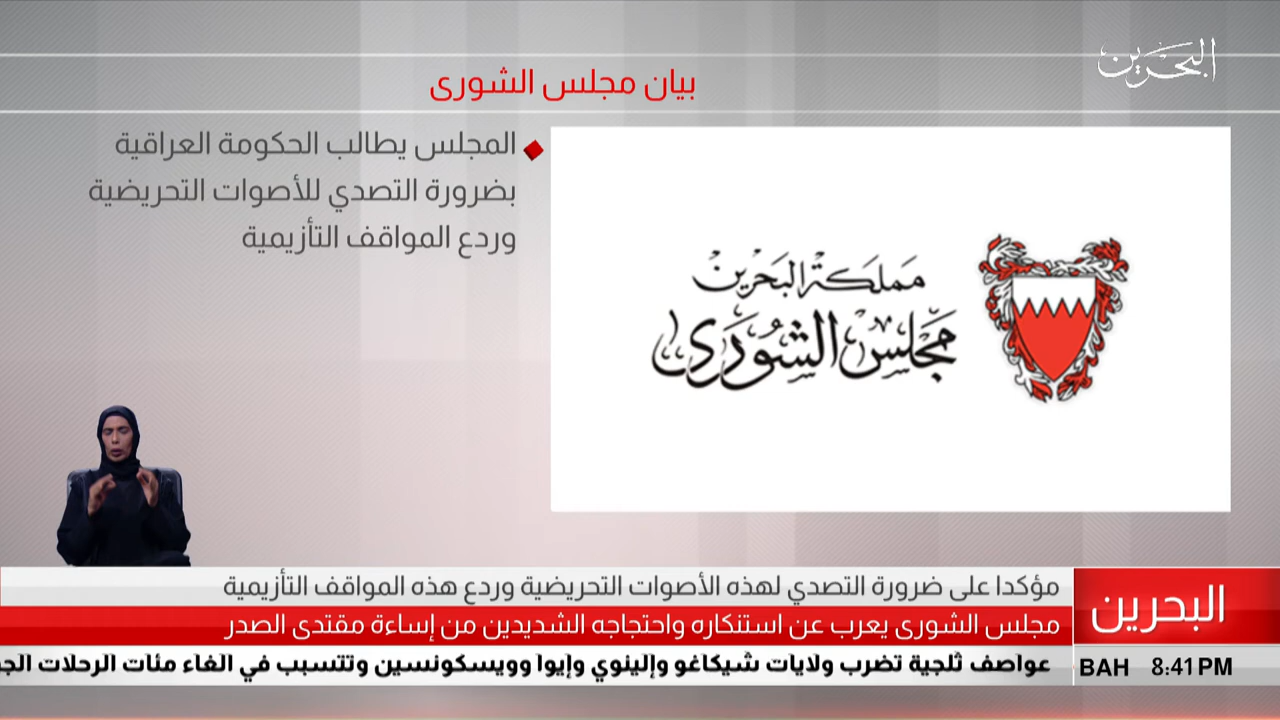 البحرين
بيان مجلس الشورى
المجلس يطالب الحكومة العراقية
بضرورة التصدي للأصوات التحريضية
وردع المواقف التأزيمية
مملكة البحرين
مجلس الشورى
مؤكدا على ضرورة التصدي لهذه الأصوات التحريضية وردع هذه المواقف التأزيمية
البحرين
مجلس الشورى يعرب عن استنكاره واحتجاجه الشديدين من إساءة مقتدى الصدر
عواصف ثلجية تضرب ولايات شيكاغو وإلينوي وإيوا وويسكونسين وتتسبب في الغاء مئات الرحلات
BAH 8:41 PM